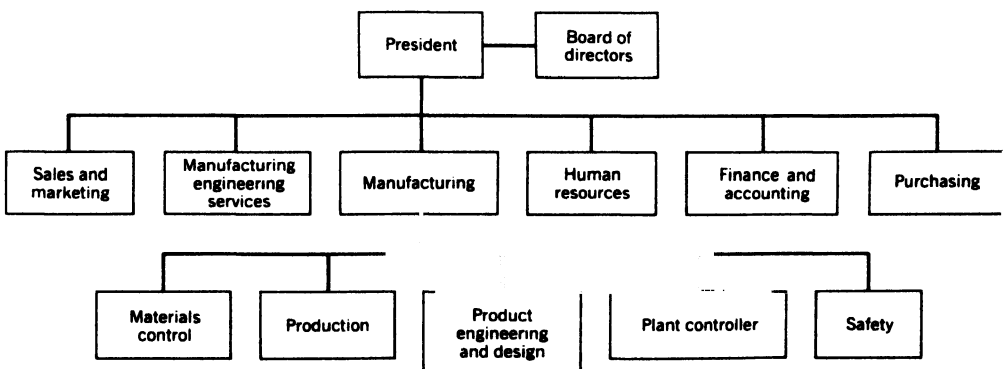 President
Board of
directors
Sales and
marketing
Manufacturing
engineering
services
Manufacturing
Human
resources
Finance and
accounting
Purchasing
Materials
control
Production
Product
engineering
and design
Plant controller
Safety